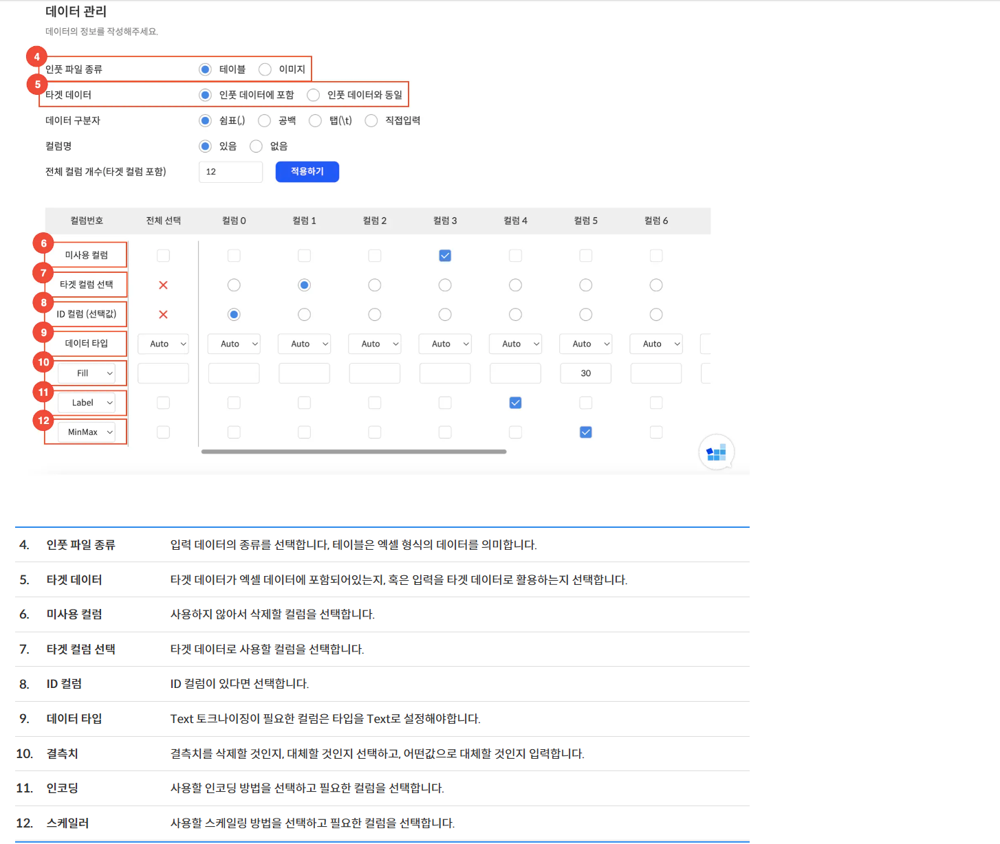 데이터 관리
데이터의 정보를 작성해주세요.
4
인풋 파일 종류 테이블 이미지
5
타겟 데이터 인풋 데이터에 포함 인풋 데이터와 동일
데이터 구분자 쉼표(,) 공백 탭(\t) 직접입력
컬럼명 있음 없음
전체 컬럼 개수(타겟 컬럼 포함) 12 적용하기
컬럼번호 전체 선택 컬럼 0 컬럼 1 컬럼 2 컬럼 3 컬럼 4 컬럼 5 컬럼 6
6
미사용 컬럼
7
타겟 컬럼 선택
8
ID 컬럼 (선택값)
9
데이터 타입 Auto Auto Auto Auto Auto Auto Auto Auto
10
Fill 30
11
Label
12
MinMax
4. 인풋 파일 종류 입력 데이터의 종류를 선택합니다, 테이블은 엑셀 형식의 데이터를 의미합니다.
5. 타겟 데이터 타겟 데이터가 엑셀 데이터에 포함되어있는지, 혹은 입력을 타겟 데이터로 활용하는지 선택합니다.
6. 미사용 컬럼 사용하지 않아서 삭제할 컬럼을 선택합니다.
7. 타겟 컬럼 선택 타겟 데이터로 사용할 컬럼을 선택합니다.
8. ID 컬럼 ID 컬럼이 있다면 선택합니다.
9. 데이터 타입 Text 토크나이징이 필요한 컬럼은 타입을 Text로 설정해야합니다.
10. 결측치 결측치를 삭제할 것인지, 대체할 것인지 선택하고, 어떤값으로 대체할 것인지 입력합니다.
11. 인코딩 사용할 인코딩 방법을 선택하고 필요한 컬럼을 선택합니다.
12. 스케일러 사용할 스케일링 방법을 선택하고 필요한 컬럼을 선택합니다.